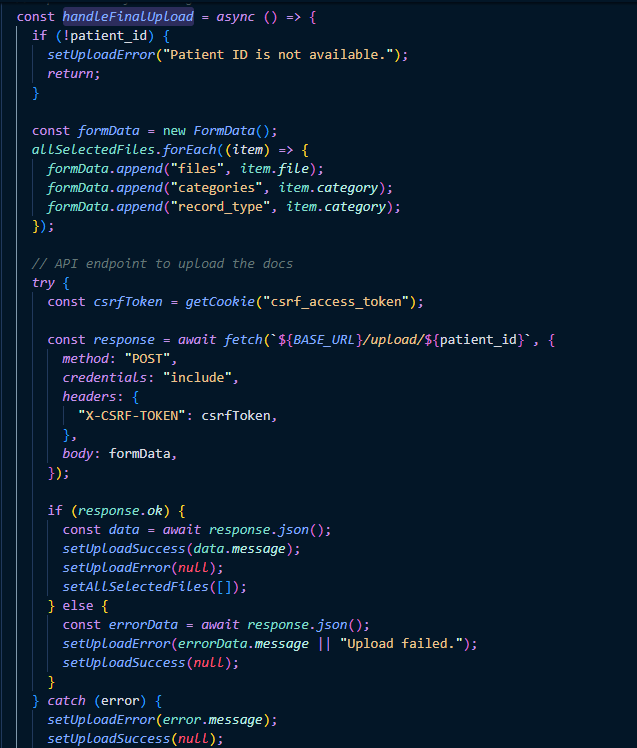 const handleFinalUpload = async () => {
if (!patient_id) {
setUploadError("Patient ID is not available.");
return;
}
const formData = new FormData();
allSelectedFiles.forEach((item) => {
formData.append("files", item.file);
formData.append("categories", item.category);
formData.append("record_type", item.category);
});
// API endpoint to upload the docs
try {
const csrfToken = getCookie("csrf_access_token");
const response = await fetch(`${BASE_URL}/upload/${patient_id}`, {
method: "POST",
credentials: "include",
headers: {
"X-CSRF-TOKEN": csrfToken,
},
body: formData,
});
if (response.ok) {
const data = await response.json();
setUploadSuccess(data.message);
setUploadError(null);
setAllSelectedFiles([]);
} else {
const errorData = await response.json();
setUploadError(errorData.message || "Upload failed.");
setUploadSuccess(null);
}
} catch (error) {
setUploadError(error.message);
setUploadSuccess(null);